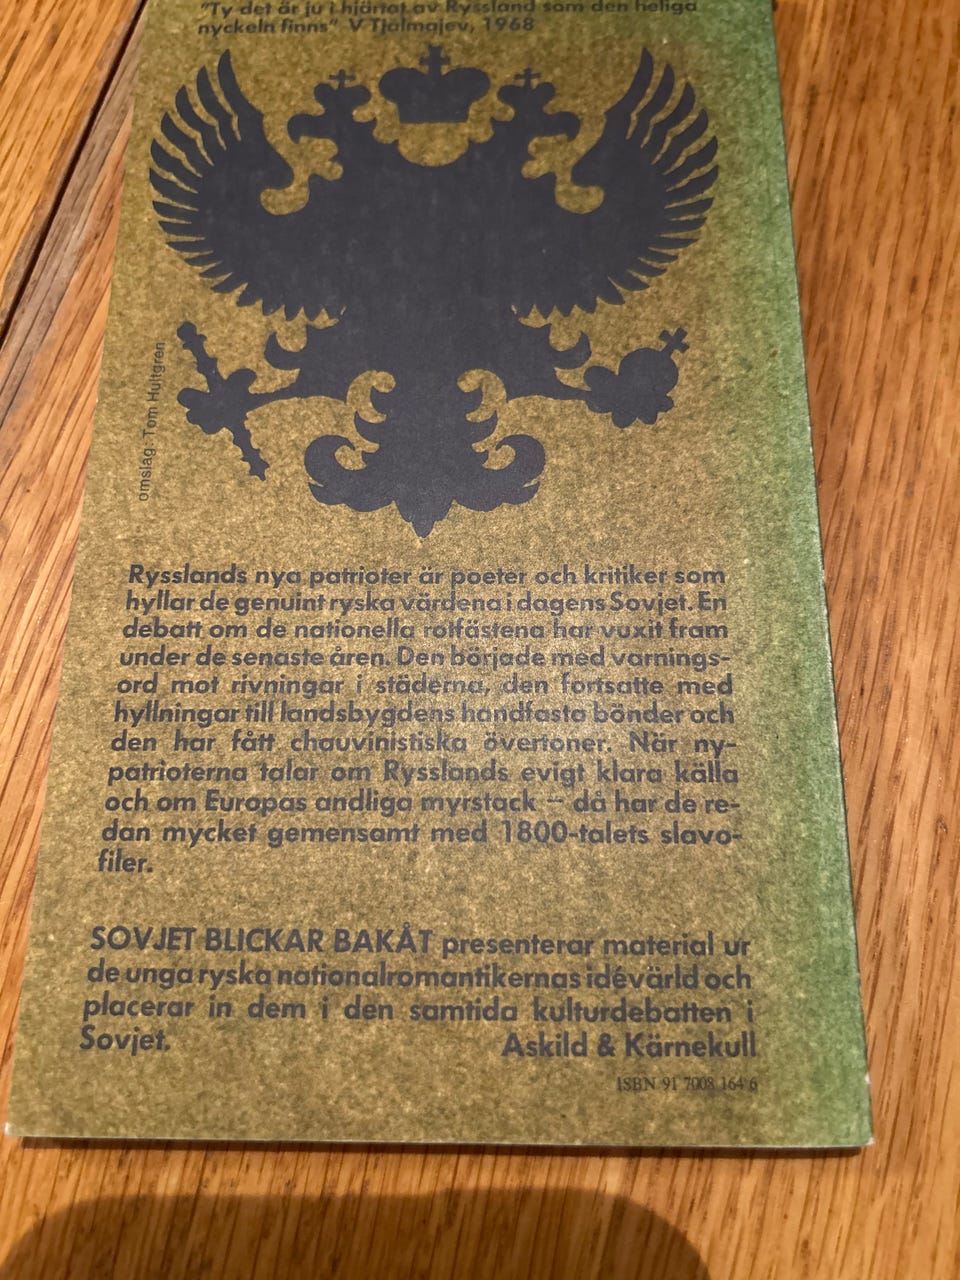 "Ty det är ju i hjärtat av Ryssland som den heliga
nyckeln finns" V Tjalmajev, 1968
omslag: Tom Hultgren
Rysslands nya patrioter är poeter och kritiker som
hyllar de genuint ryska värdena i dagens Sovjet. En
debatt om de nationella rotfästena har vuxit fram
under de senaste åren. Den började med varnings-
ord mot rivningar i städerna, den fortsatte med
hyllningar till landsbygdens handfasta bönder och
den har fått chauvinistiska övertoner. När ny-
patrioterna talar om Rysslands evigt klara källa
och om Europas andliga myrstack – då har de re-
dan mycket gemensamt med 1800-talets slavo-
filer.
SOVJET BLICKAR BAKÅT presenterar material ur
de unga ryska nationalromantikernas idévärld och
placerar in dem i den samtida kulturdebatten i
Sovjet. Askild & Kärnekull
ISBN 91 7008 164 6